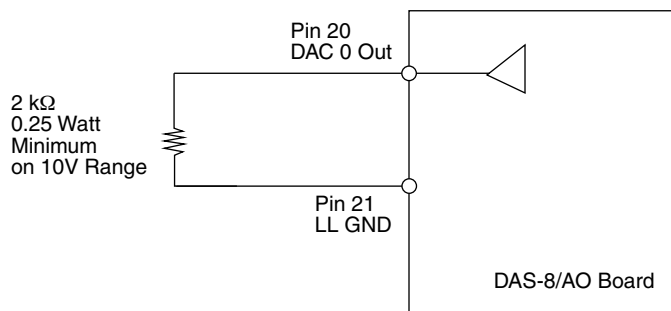 Pin 20
DAC 0 Out
2 kΩ
0.25 Watt
Minimum
on 10V Range
Pin 21
LL GND
DAS-8/AO Board